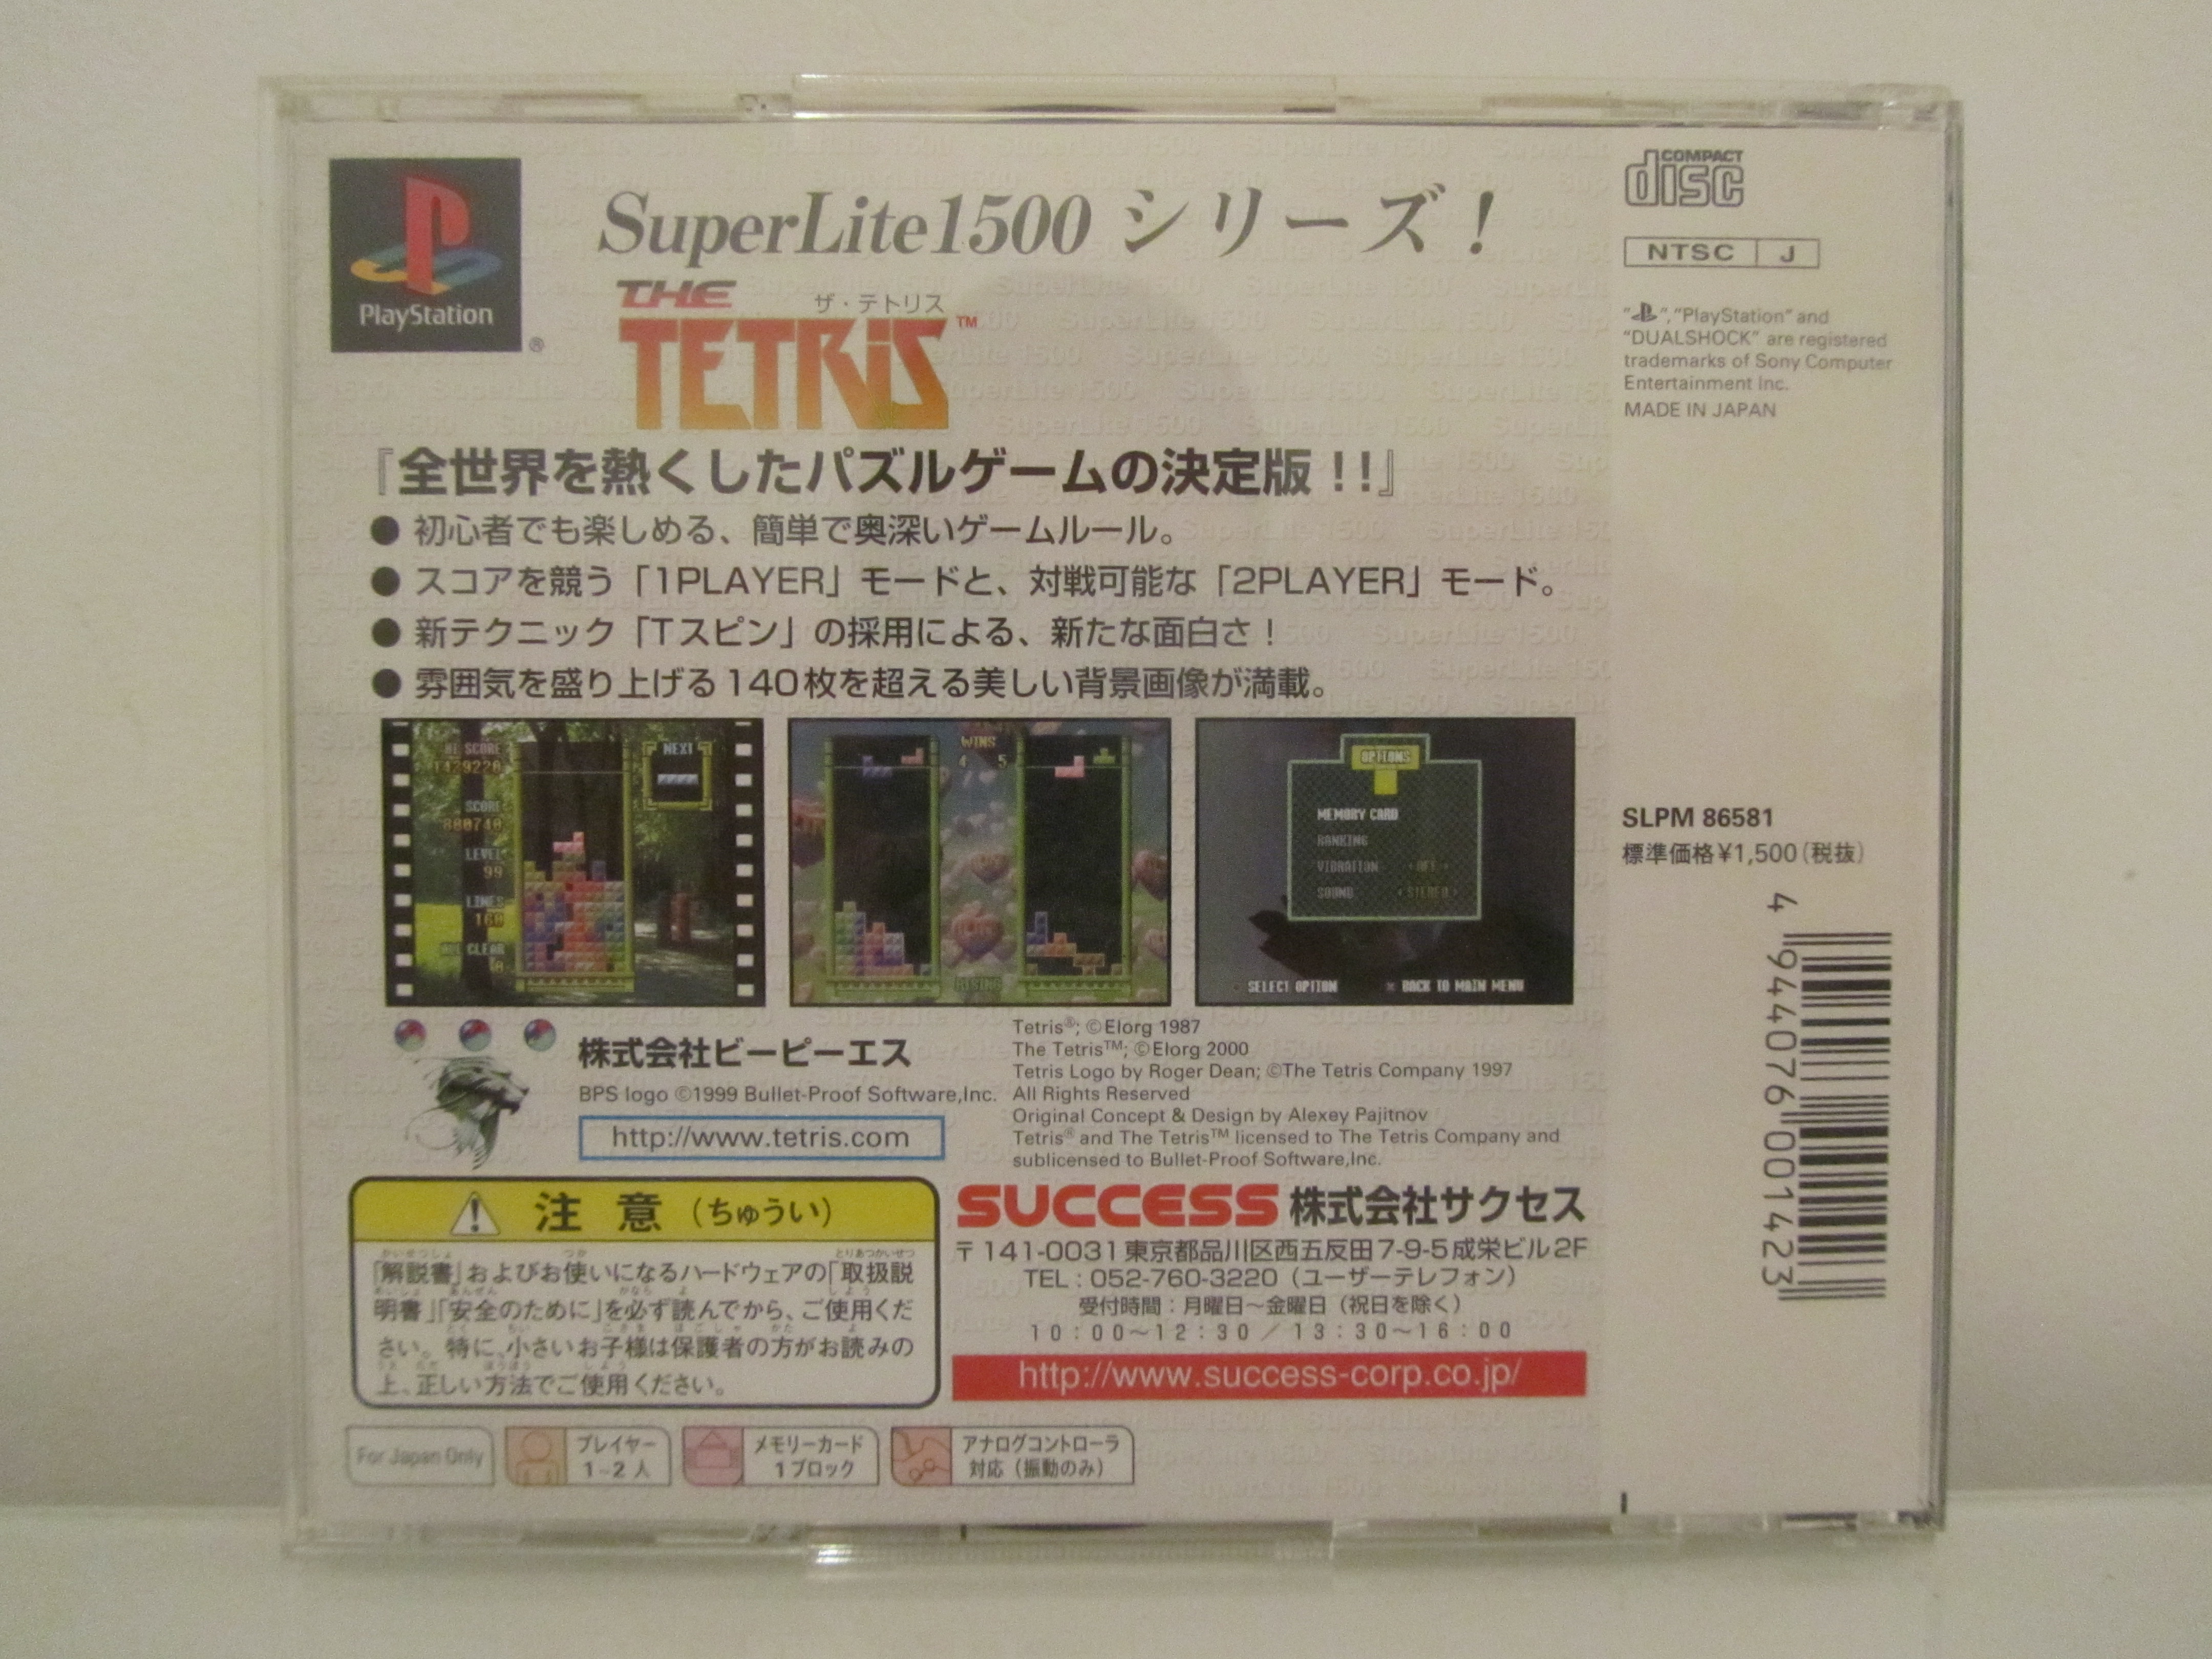 PlayStation
®
SuperLite1500 シリーズ！
THE
ザ・テトリス
TETRIS™
『全世界を熱くしたパズルゲームの決定版！！』
● 初心者でも楽しめる、簡単で奥深いゲームルール。
● スコアを競う「1PLAYER」モードと、対戦可能な「2PLAYER」モード。
● 新テクニック「Tスピン」の採用による、新たな面白さ！
● 雰囲気を盛り上げる140枚を超える美しい背景画像が満載。
HI SCORE
1429220
SCORE
880740
LEVEL
99
LINES
160
ALL CLEAR
0
NEXT
WINS
4 5
OPTIONS
MEMORY CARD
RANKING
VIBRATION
SOUND STEREO
SELECT OPTION
BACK TO MAIN MENU
株式会社ビーピーエス
BPS logo ©1999 Bullet-Proof Software,Inc.
http://www.tetris.com
Tetris®; ©Elorg 1987
The Tetris™; ©Elorg 2000
Tetris Logo by Roger Dean; ©The Tetris Company 1997
All Rights Reserved
Original Concept & Design by Alexey Pajitnov
Tetris® and The Tetris™ licensed to The Tetris Company and
sublicensed to Bullet-Proof Software,Inc.
注意（ちゅうい）
「解説書」およびお使いになるハードウェアの「取扱説
明書」「安全のために」を必ず読んでから、ご使用くだ
さい。特に、小さいお子様は保護者の方がお読みの
上、正しい方法でご使用ください。
SUCCESS 株式会社サクセス
〒141-0031 東京都品川区西五反田7-9-5成栄ビル2F
TEL：052-760-3220（ユーザーテレフォン）
受付時間：月曜日～金曜日（祝日を除く）
10：00～12：30／13：30～16：00
http://www.success-corp.co.jp/
For Japan Only
プレイヤー
1~2人
メモリーカード
1ブロック
アナログコントローラ
対応（振動のみ）
COMPACT
disc
NTSC J
“ ”,“PlayStation” and
“DUALSHOCK” are registered
trademarks of Sony Computer
Entertainment Inc.
MADE IN JAPAN
SLPM 86581
標準価格¥1,500（税抜）
4 944076 001423